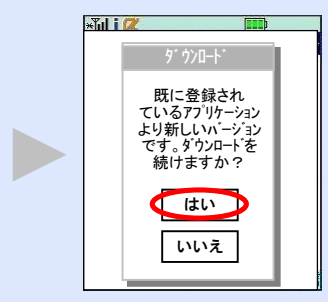 ﾀﾞｳﾝﾛｰﾄﾞ
既に登録され
ているｱﾌﾟﾘｹｰｼｮﾝ
より新しいﾊﾞｰｼﾞｮﾝ
です。ﾀﾞｳﾝﾛｰﾄﾞを
続けますか？
はい
いいえ